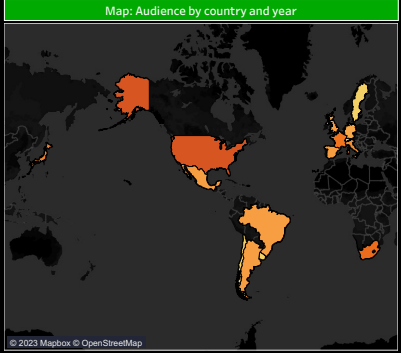 Map: Audience by country and year
© 2023 Mapbox © OpenStreetMap